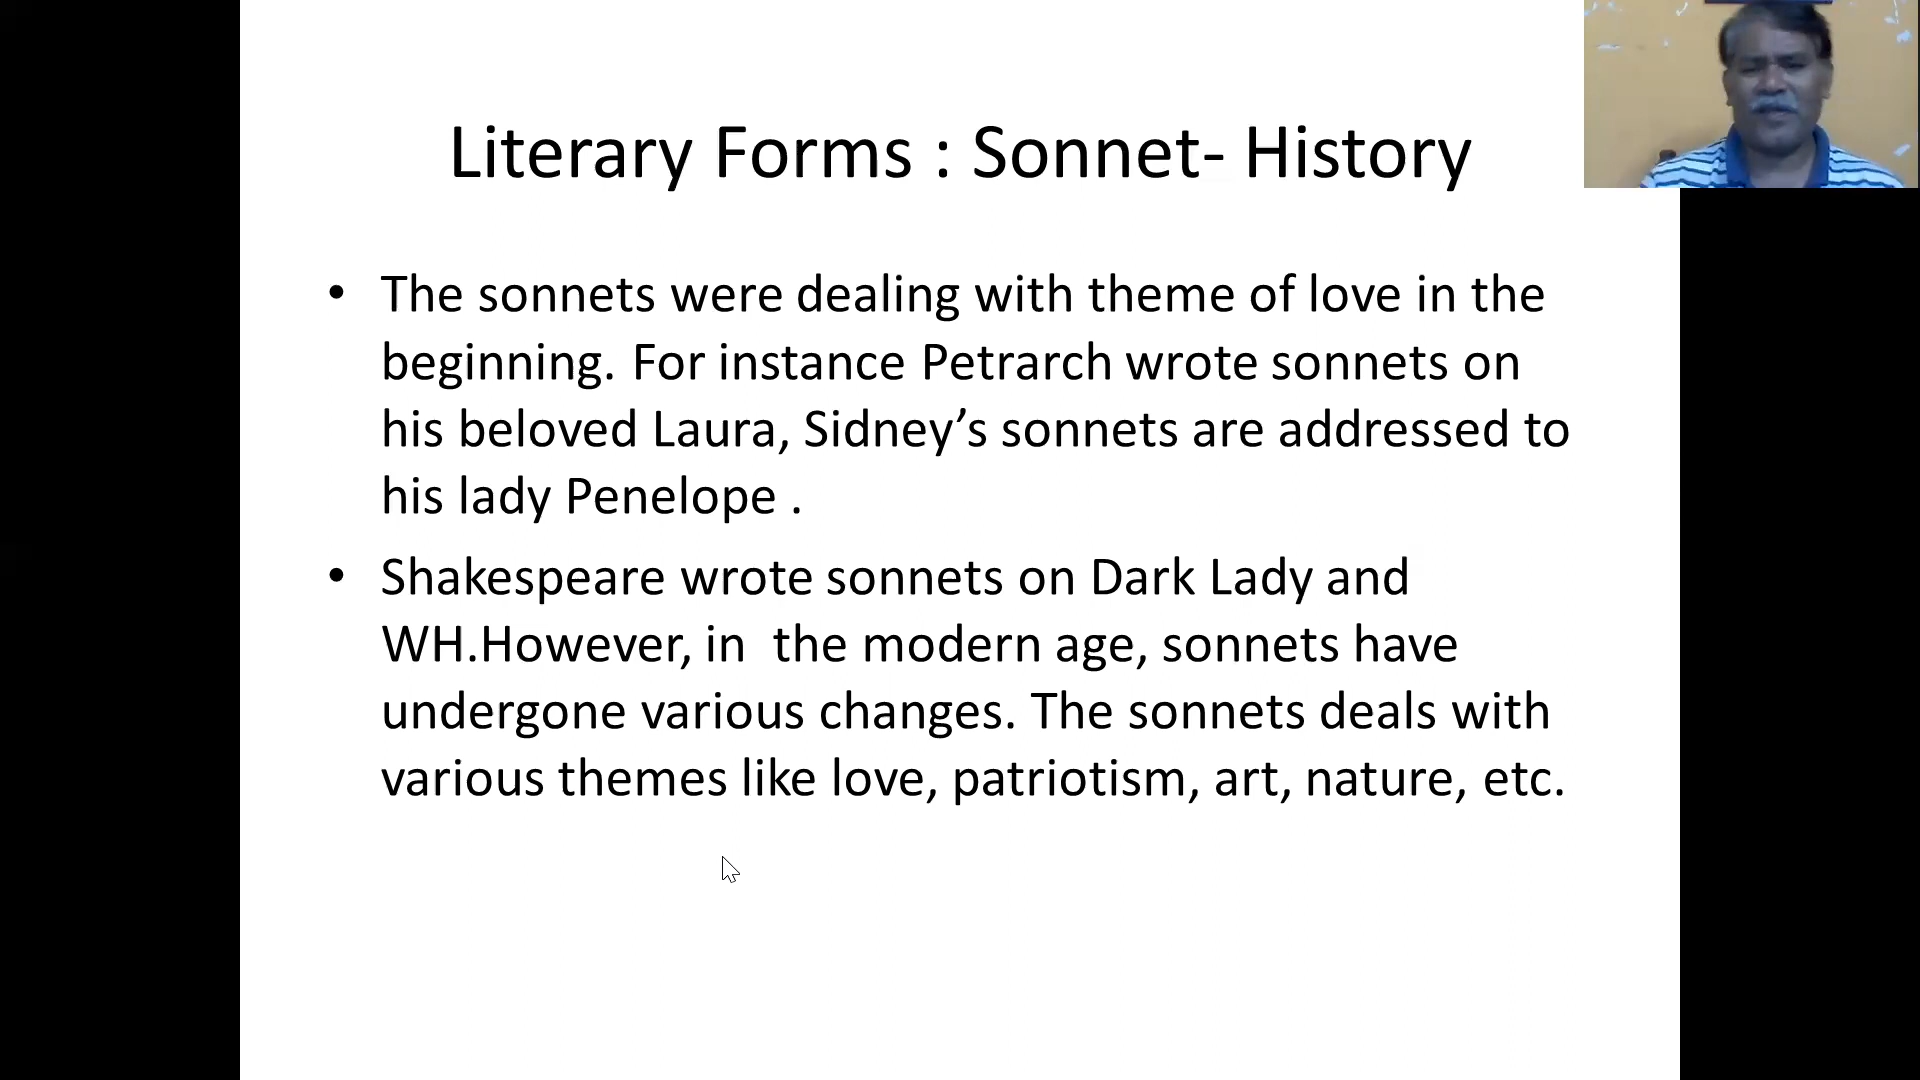 Literary Forms : Sonnet- History
• The sonnets were dealing with theme of love in the
beginning. For instance Petrarch wrote sonnets on
his beloved Laura, Sidney’s sonnets are addressed to
his lady Penelope .
• Shakespeare wrote sonnets on Dark Lady and
WH.However, in  the modern age, sonnets have
undergone various changes. The sonnets deals with
various themes like love, patriotism, art, nature, etc.